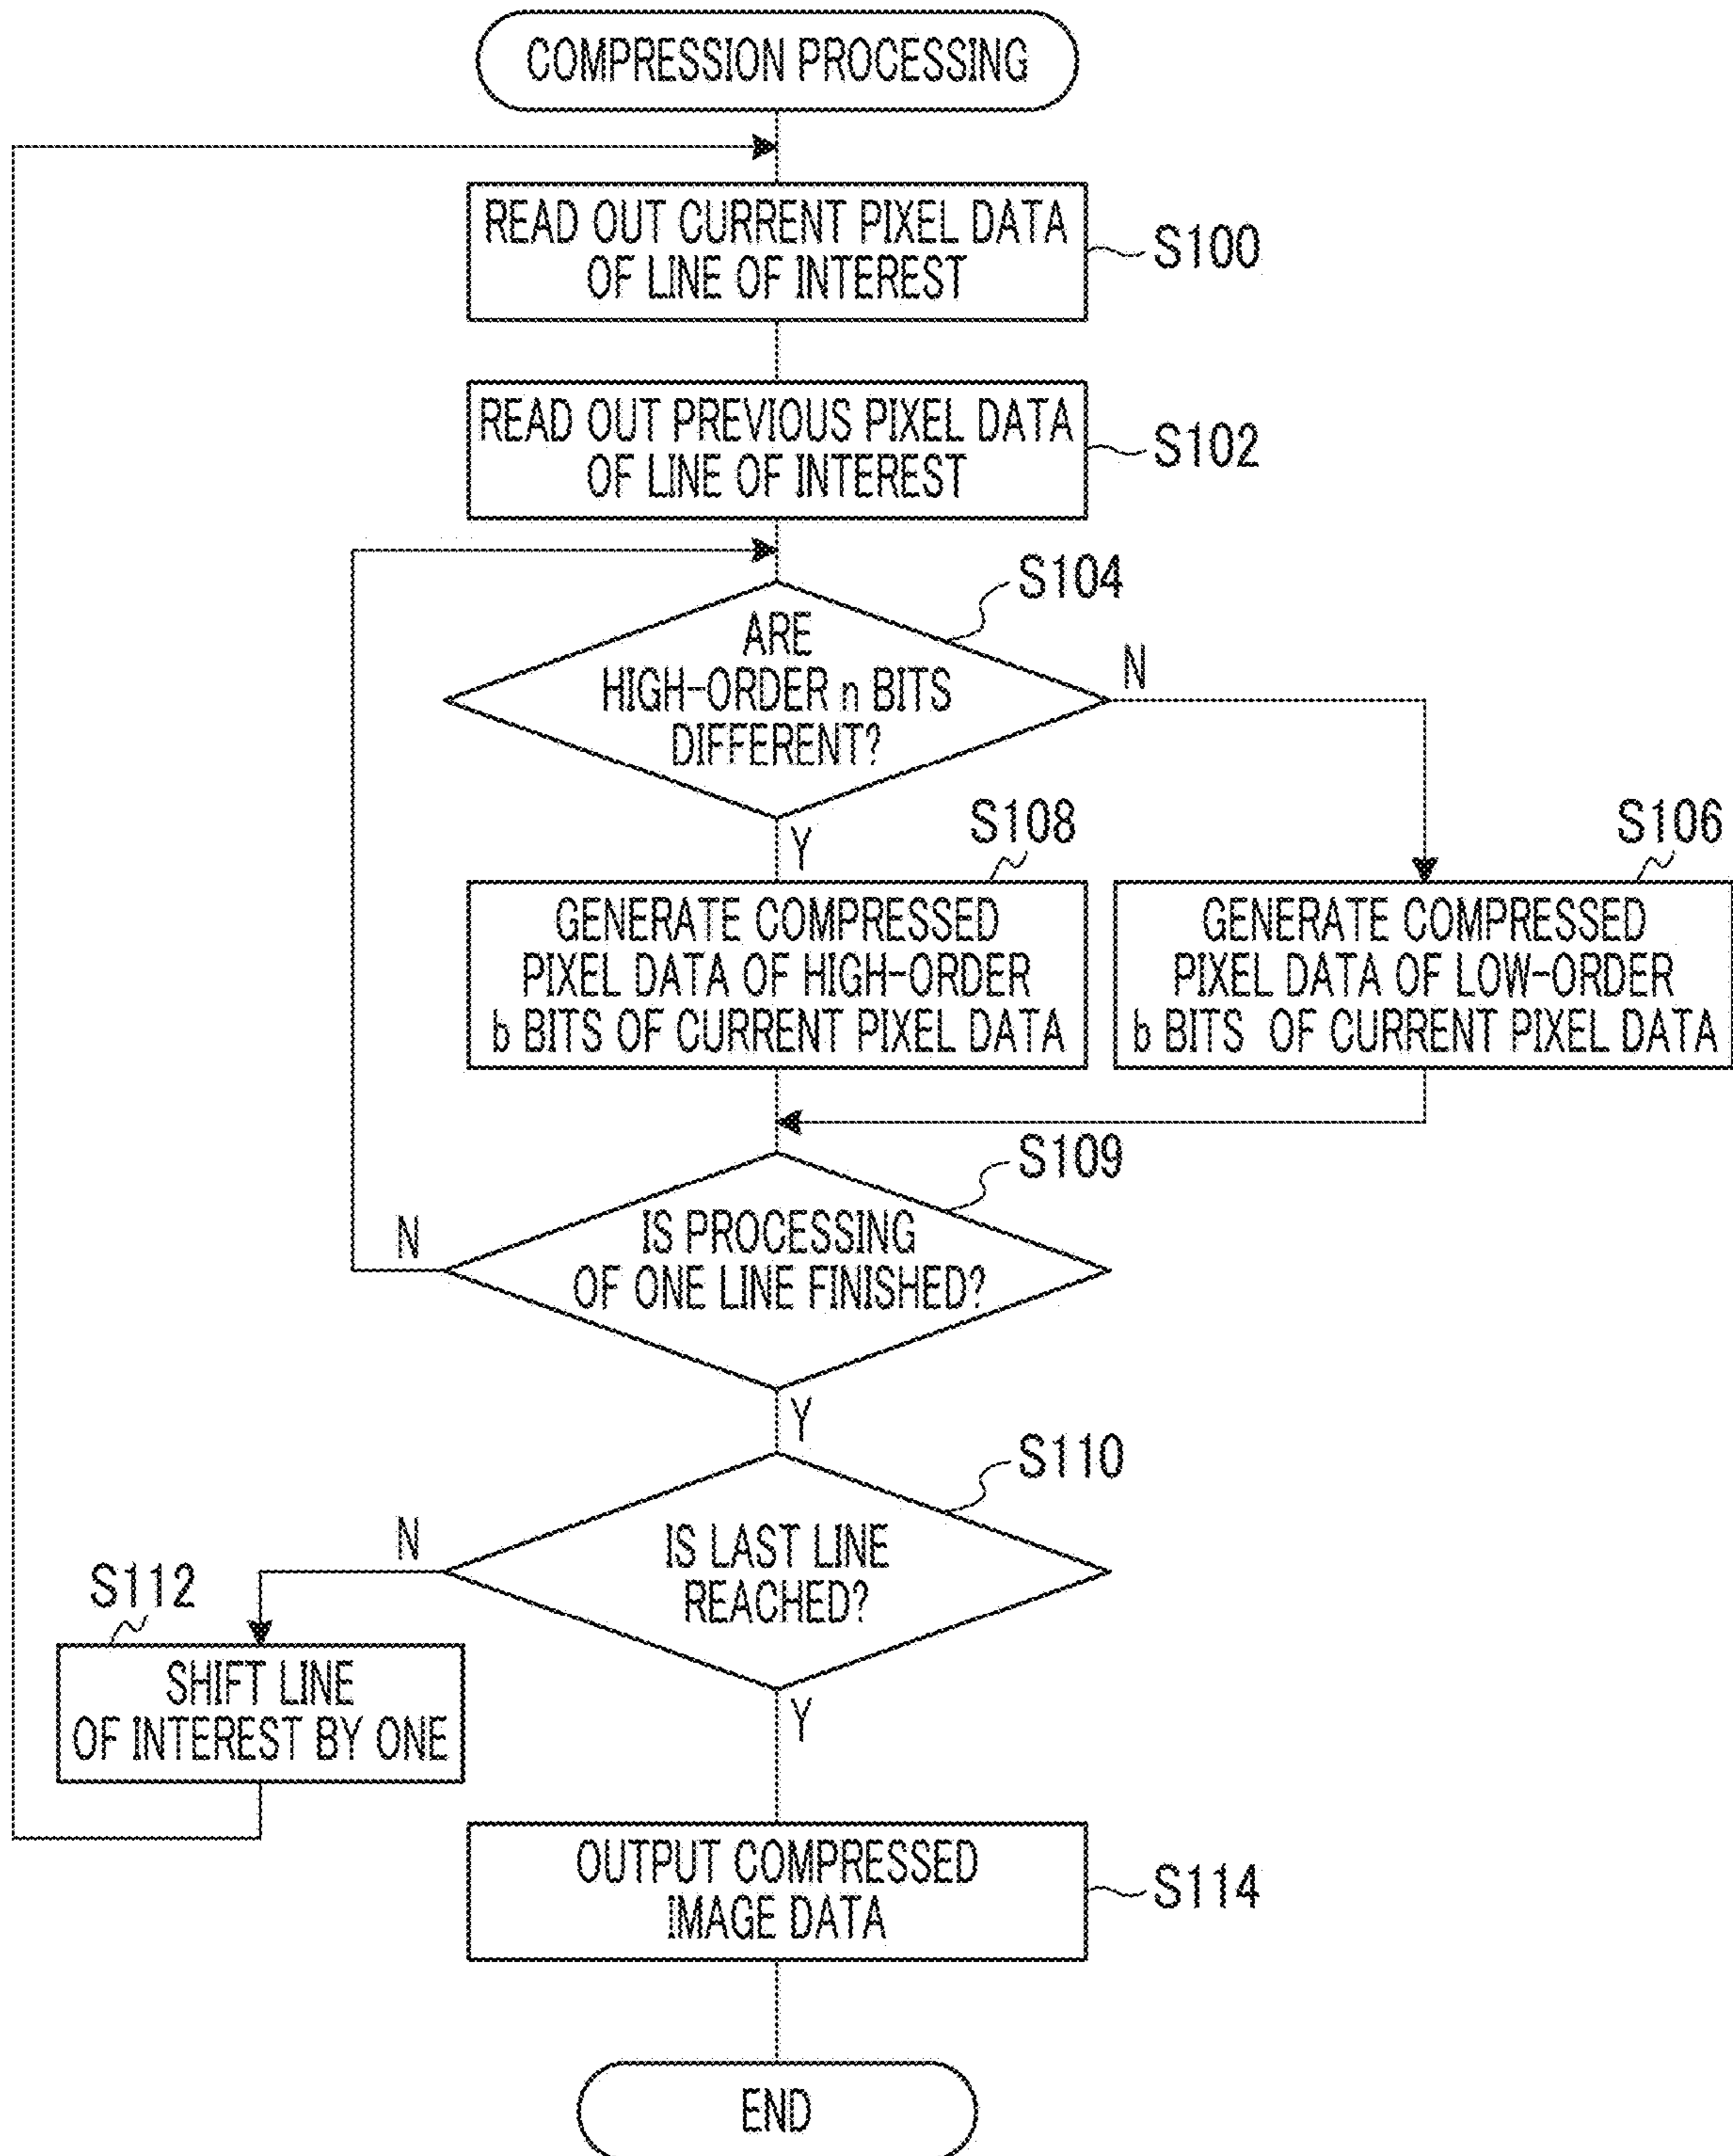 COMPRESSION PROCESSING
READ OUT CURRENT PIXEL DATA
OF LINE OF INTEREST
S100
READ OUT PREVIOUS PIXEL DATA
OF LINE OF INTEREST
S102
S104
ARE
HIGH-ORDER n BITS
DIFFERENT?
N
Y
S108
GENERATE COMPRESSED
PIXEL DATA OF HIGH-ORDER
b BITS OF CURRENT PIXEL DATA
S106
GENERATE COMPRESSED
PIXEL DATA OF LOW-ORDER
b BITS OF CURRENT PIXEL DATA
S109
IS PROCESSING
OF ONE LINE FINISHED?
N
Y
S110
IS LAST LINE
REACHED?
N
Y
S112
SHIFT LINE
OF INTEREST BY ONE
OUTPUT COMPRESSED
IMAGE DATA
S114
END